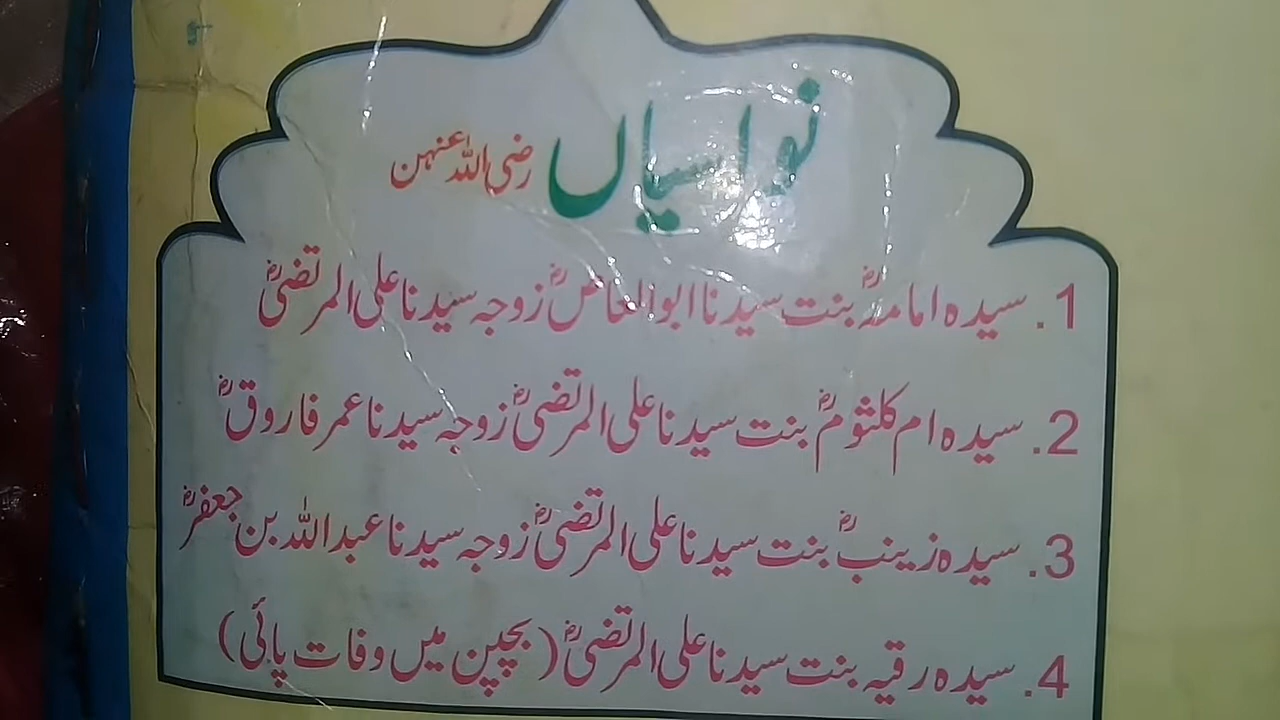 نواسیاں رضی اللہ عنہن
1. سیدہ امامہؓ بنت سیدنا ابوالعاصؓ زوجہ سیدنا علی المرتضیٰؓ
2. سیدہ ام کلثومؓ بنت سیدنا علی المرتضیٰؓ زوجہ سیدنا عمر فاروقؓ
3. سیدہ زینبؓ بنت سیدنا علی المرتضیٰؓ زوجہ سیدنا عبداللہ بن جعفرؓ
4. سیدہ رقیہ بنت سیدنا علی المرتضیٰؓ (بچپن میں وفات پائی)